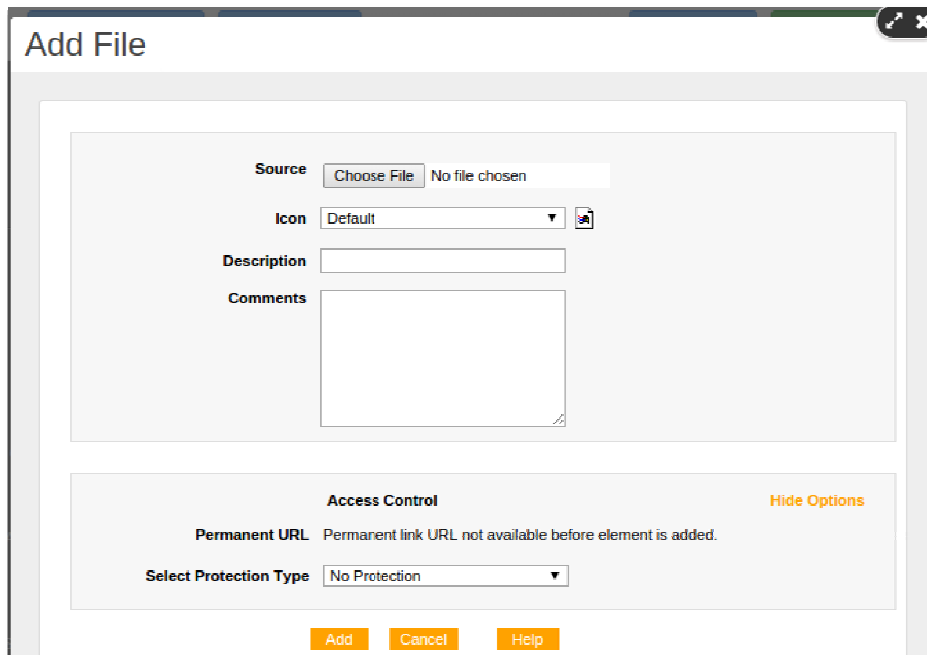 Add File
Source Choose File No file chosen
Icon Default
Description
Comments
Access Control Hide Options
Permanent URL Permanent link URL not available before element is added.
Select Protection Type No Protection
Add Cancel Help